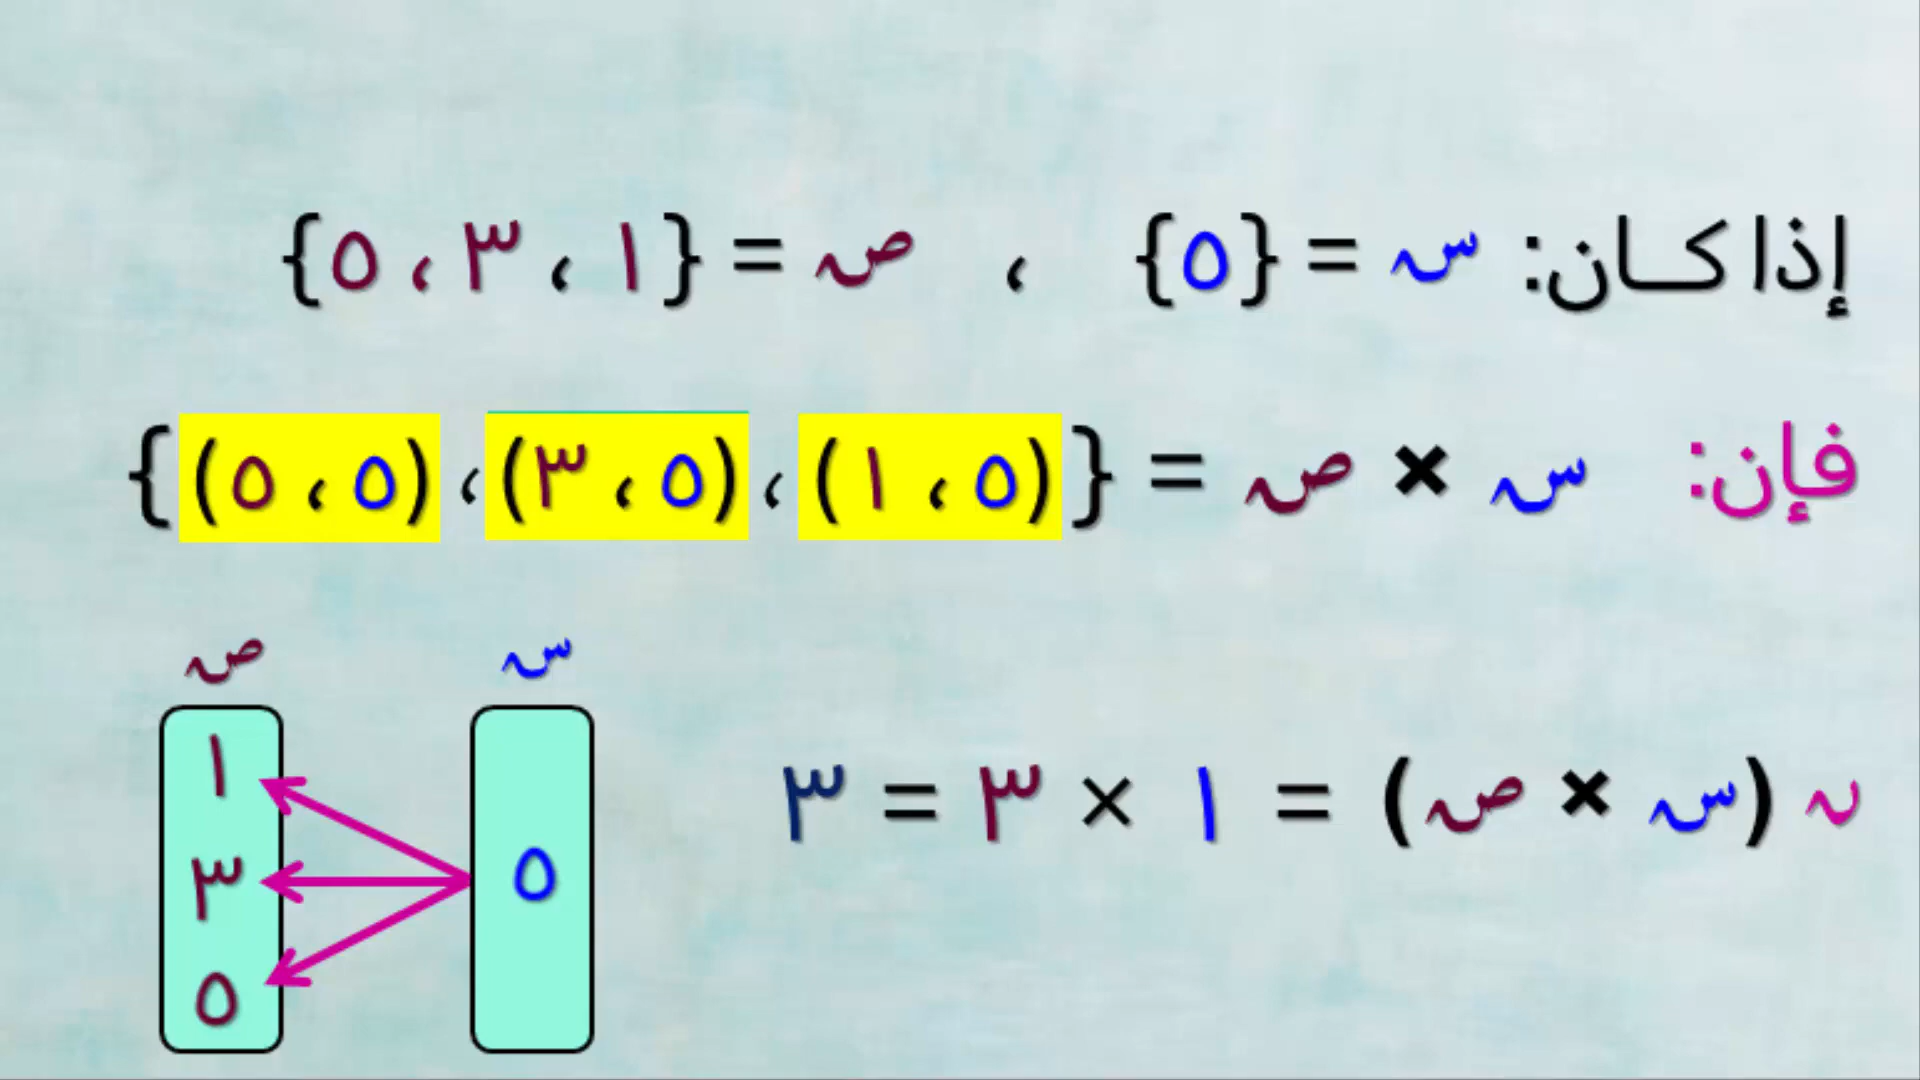 إذا كــان: س = {٥} ، ص = {١ ، ٣ ، ٥}
فإن: س × ص = {(٥ ، ١) ، (٥ ، ٣) ، (٥ ، ٥)}
س ص
١
٣
٥
٥
ن (س × ص) = ١ × ٣ = ٣